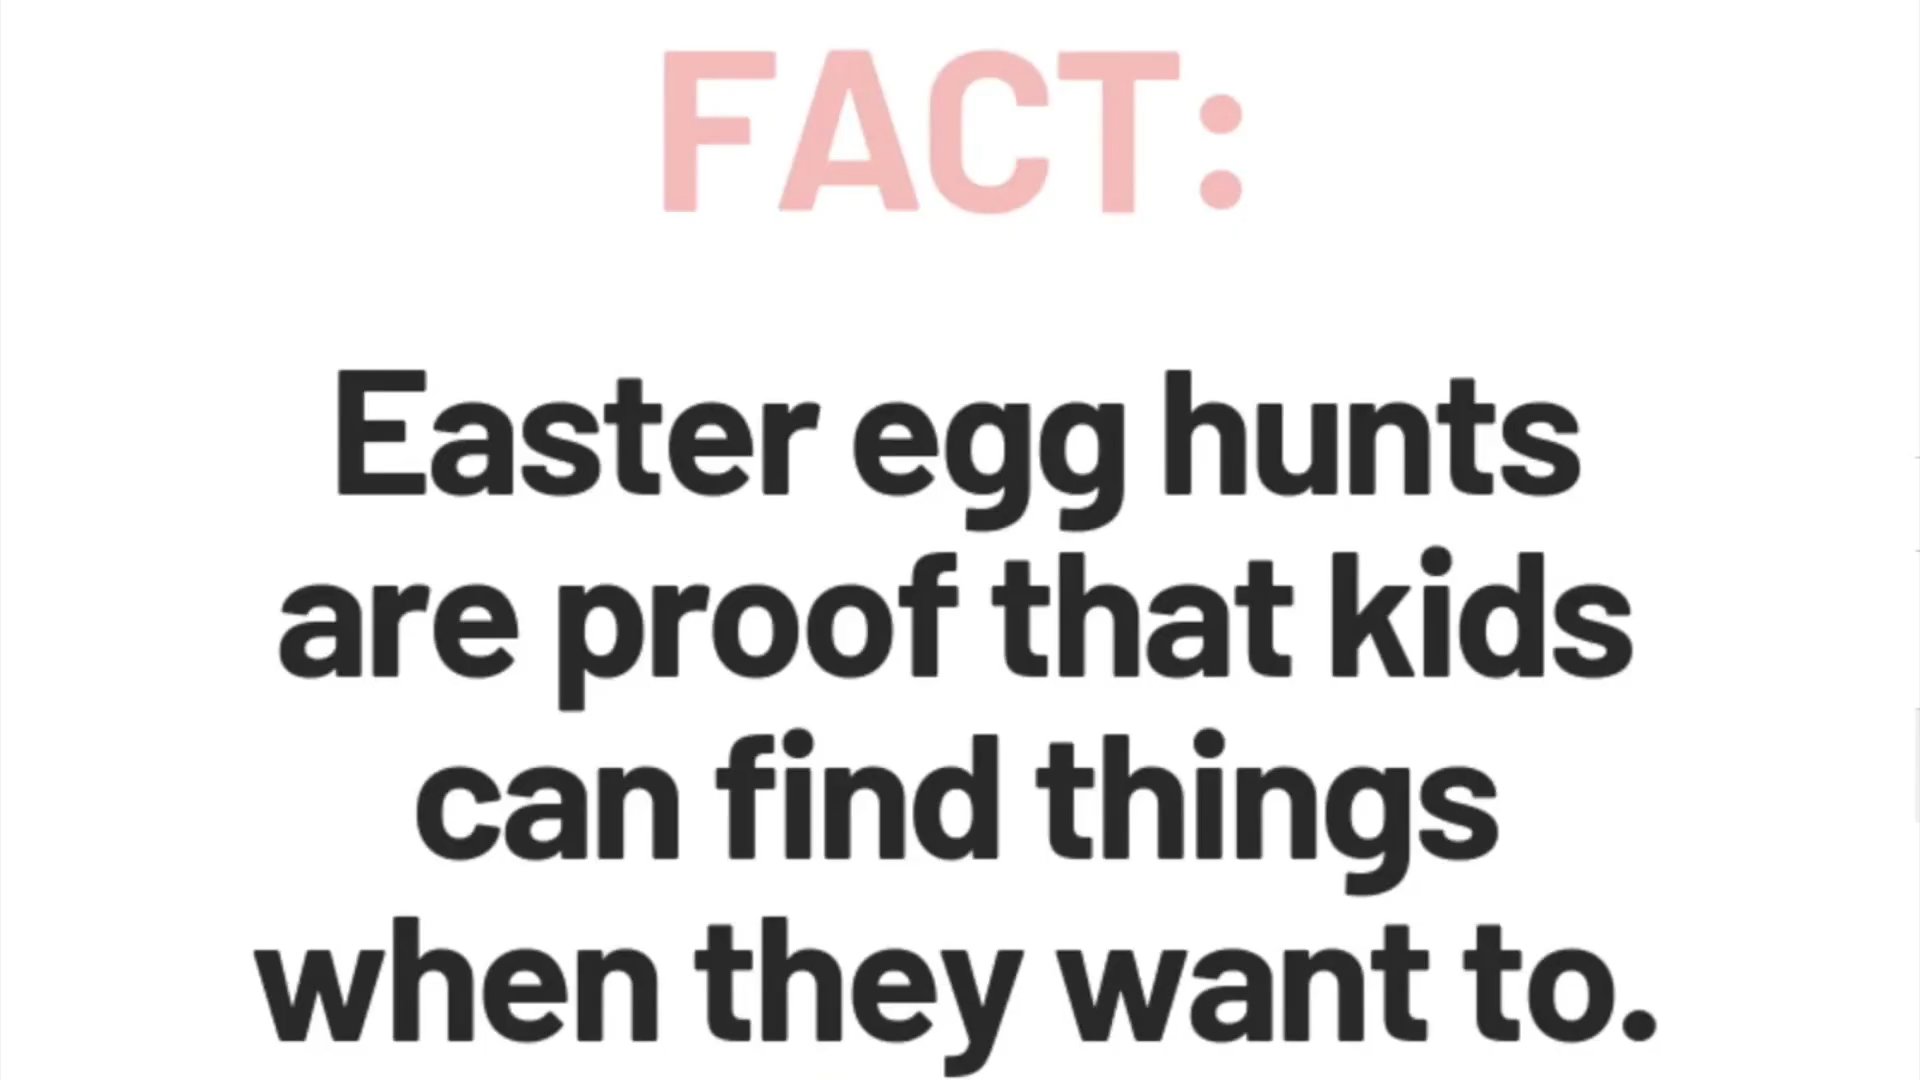 FACT:
Easter egg hunts
are proof that kids
can find things
when they want to.